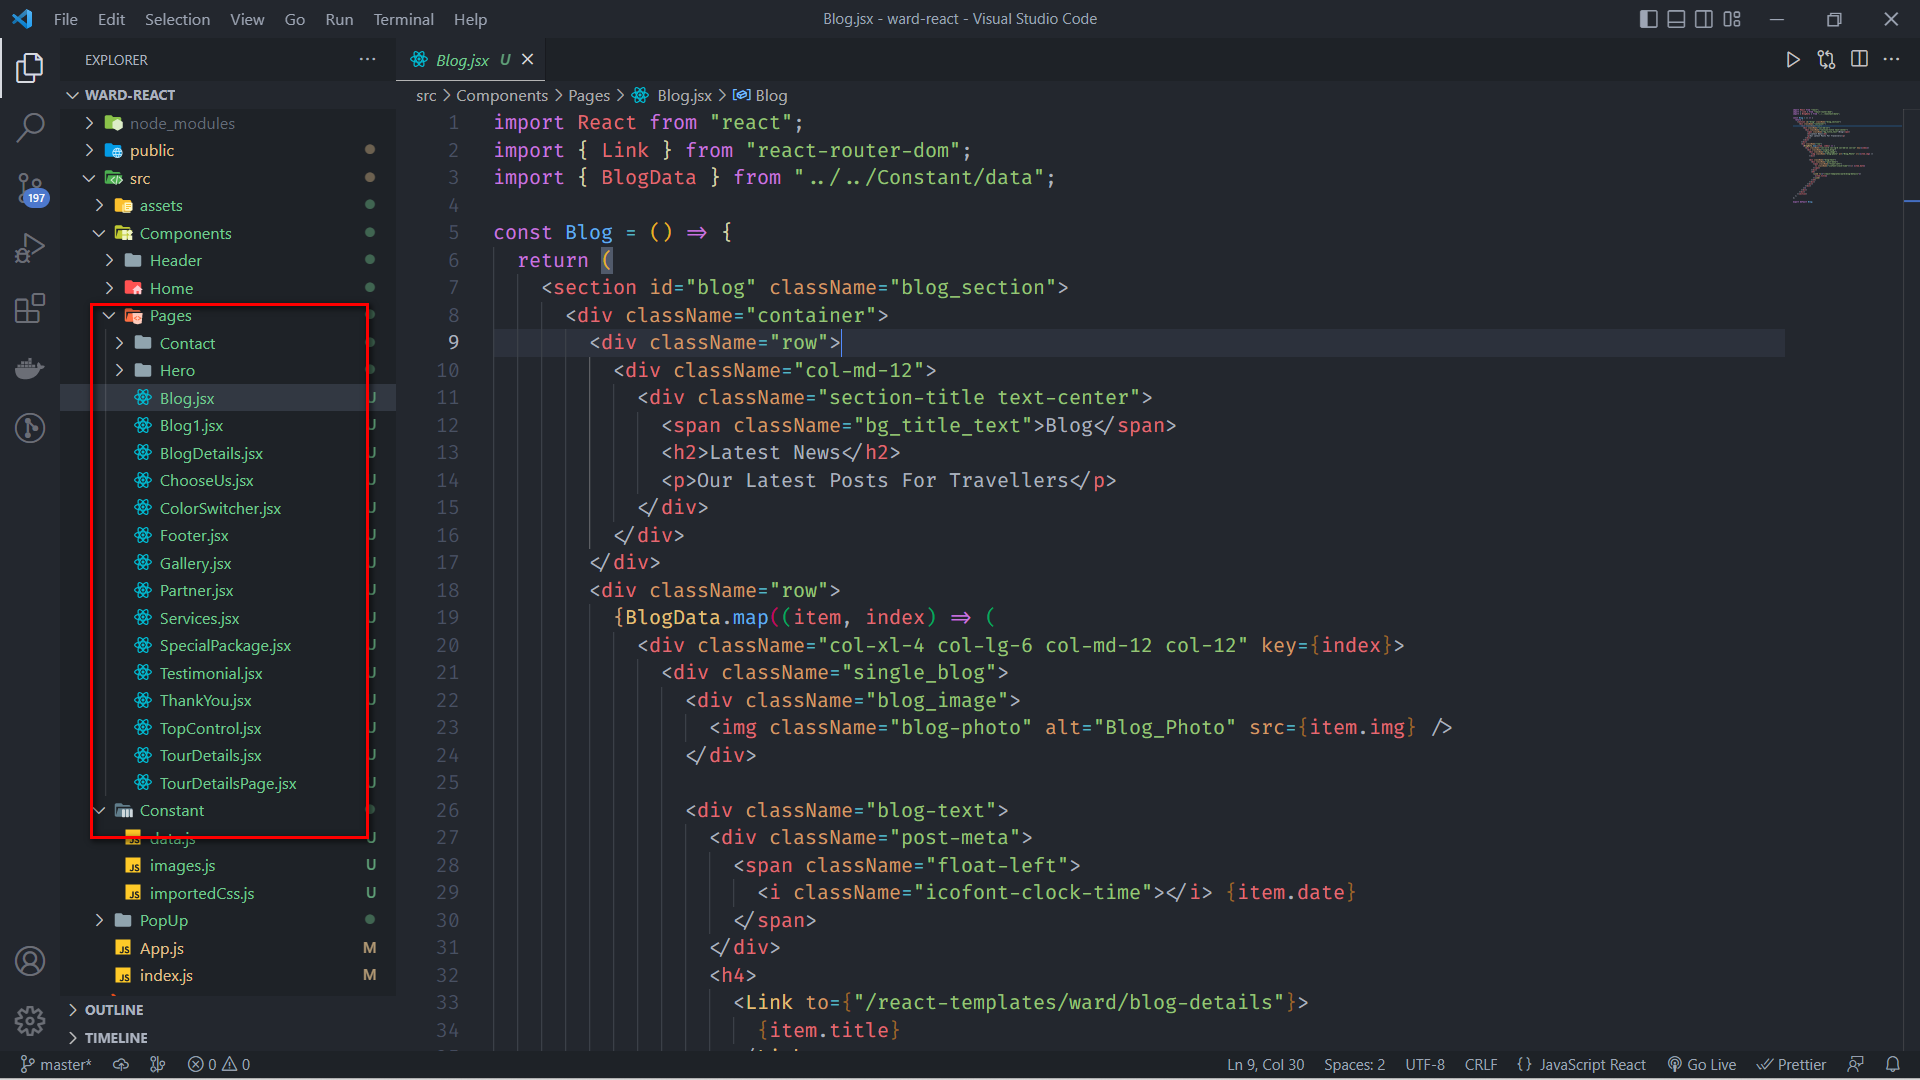 File Edit Selection View Go Run Terminal Help
Blog.jsx - ward-react - Visual Studio Code
EXPLORER
WARD-REACT
node_modules
public
src
assets
Components
Header
Home
Pages
Contact
Hero
Blog.jsx U
Blog1.jsx U
BlogDetails.jsx U
ChooseUs.jsx U
ColorSwitcher.jsx U
Footer.jsx U
Gallery.jsx U
Partner.jsx U
Services.jsx U
SpecialPackage.jsx U
Testimonial.jsx U
ThankYou.jsx U
TopControl.jsx U
TourDetails.jsx U
TourDetailsPage.jsx U
Constant
data.js U
images.js U
importedCss.js U
PopUp
App.js M
index.js M
OUTLINE
TIMELINE
197
Blog.jsx U
src > Components > Pages > Blog.jsx > Blog
1 import React from "react";
2 import { Link } from "react-router-dom";
3 import { BlogData } from "../../Constant/data";
4
5 const Blog = () => {
6 return (
7 <section id="blog" className="blog_section">
8 <div className="container">
9 <div className="row">
10 <div className="col-md-12">
11 <div className="section-title text-center">
12 <span className="bg_title_text">Blog</span>
13 <h2>Latest News</h2>
14 <p>Our Latest Posts For Travellers</p>
15 </div>
16 </div>
17 </div>
18 <div className="row">
19 {BlogData.map((item, index) => (
20 <div className="col-xl-4 col-lg-6 col-md-12 col-12" key={index}>
21 <div className="single_blog">
22 <div className="blog_image">
23 <img className="blog-photo" alt="Blog_Photo" src={item.img} />
24 </div>
25
26 <div className="blog-text">
27 <div className="post-meta">
28 <span className="float-left">
29 <i className="icofont-clock-time"></i> {item.date}
30 </span>
31 </div>
32 <h4>
33 <Link to={"/react-templates/ward/blog-details"}>
34 {item.title}
master* 0 0
Ln 9, Col 30 Spaces: 2 UTF-8 CRLF {} JavaScript React Go Live Prettier